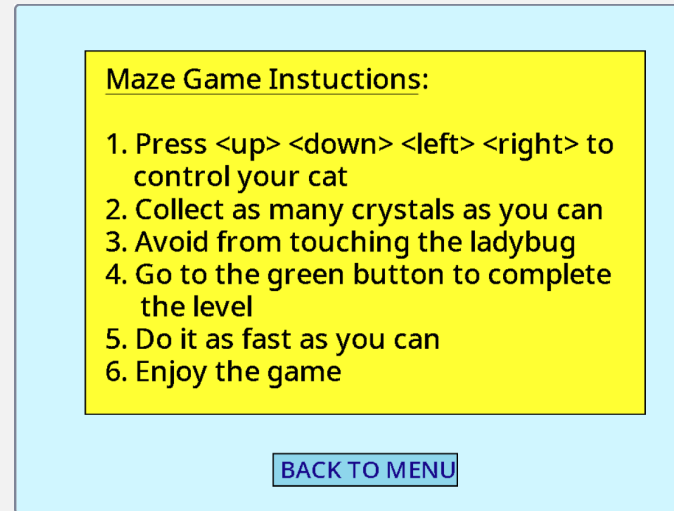 Maze Game Instuctions:
1. Press <up> <down> <left> <right> to
control your cat
2. Collect as many crystals as you can
3. Avoid from touching the ladybug
4. Go to the green button to complete
the level
5. Do it as fast as you can
6. Enjoy the game
BACK TO MENU